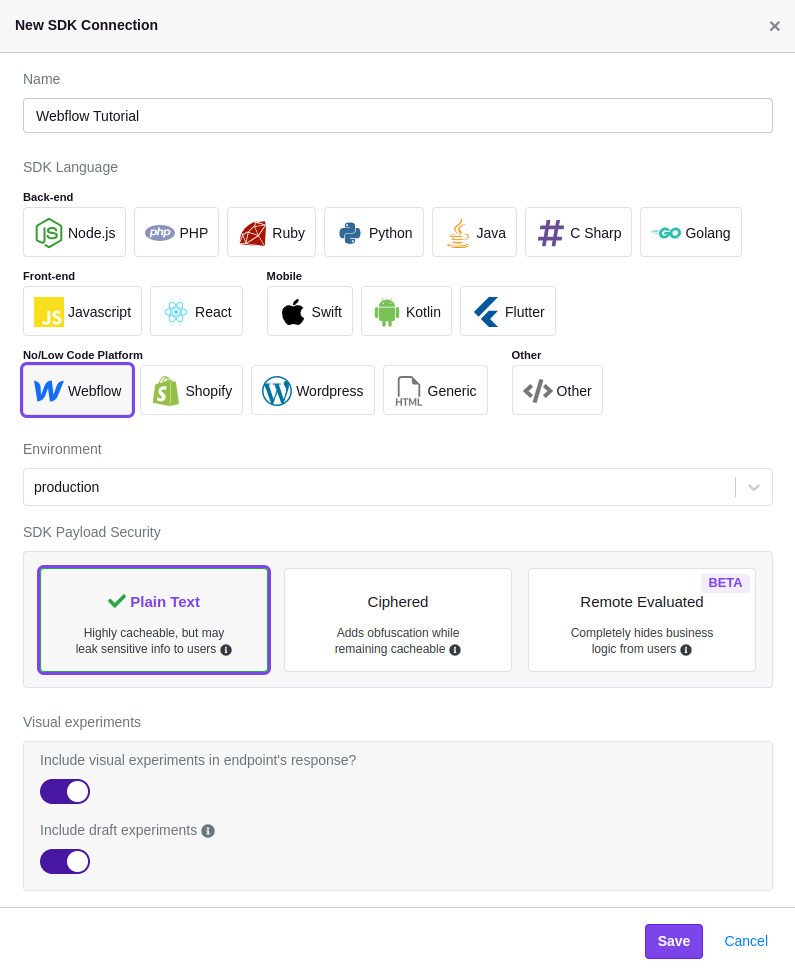 New SDK Connection
×
Name
Webflow Tutorial
SDK Language
Back-end
JS Node.js php PHP Ruby Python Java C Sharp GO Golang
Front-end Mobile
JS Javascript React Swift Kotlin Flutter
No/Low Code Platform Other
Webflow S Shopify W Wordpress HTML Generic </> Other
Environment
production
SDK Payload Security
BETA
Plain Text Ciphered Remote Evaluated
Highly cacheable, but may Adds obfuscation while Completely hides business
leak sensitive info to users i remaining cacheable i logic from users i
Visual experiments
Include visual experiments in endpoint's response?
Include draft experiments i
Save Cancel